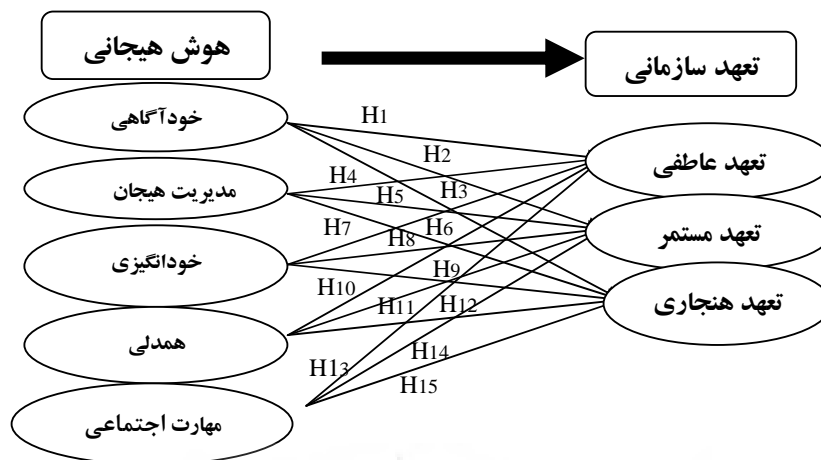 هوش هیجانی
تعهد سازمانی
خودآگاهی
مدیریت هیجان
خودانگیزی
همدلی
مهارت اجتماعی
H1
H2
H3
H4
H5
H6
H7
H8
H9
H10
H11
H12
H13
H14
H15
تعهد عاطفی
تعهد مستمر
تعهد هنجاری